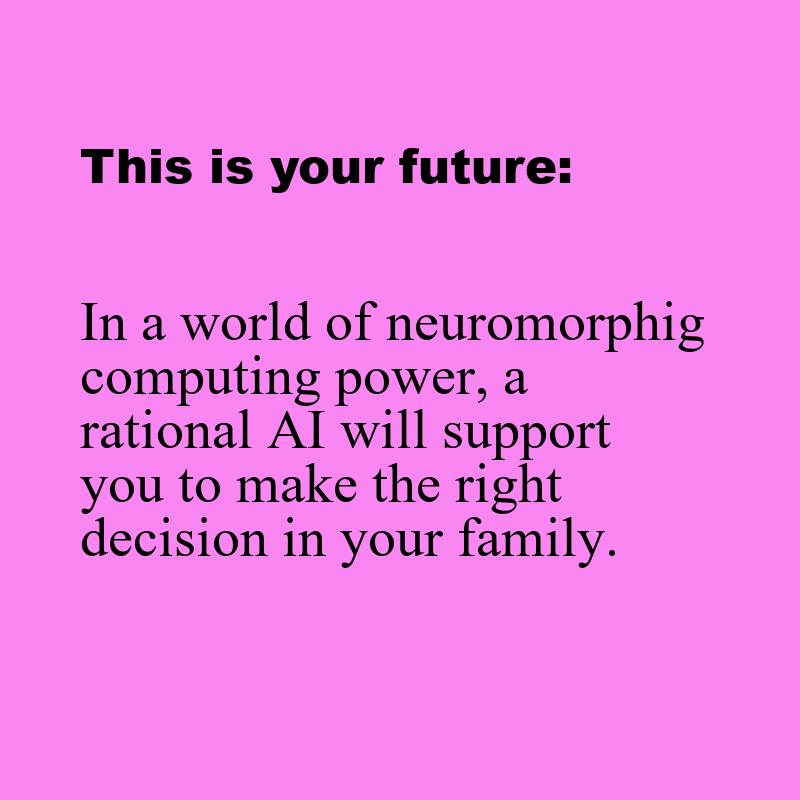 This is your future:
In a world of neuromorphig
computing power, a
rational AI will support
you to make the right
decision in your family.